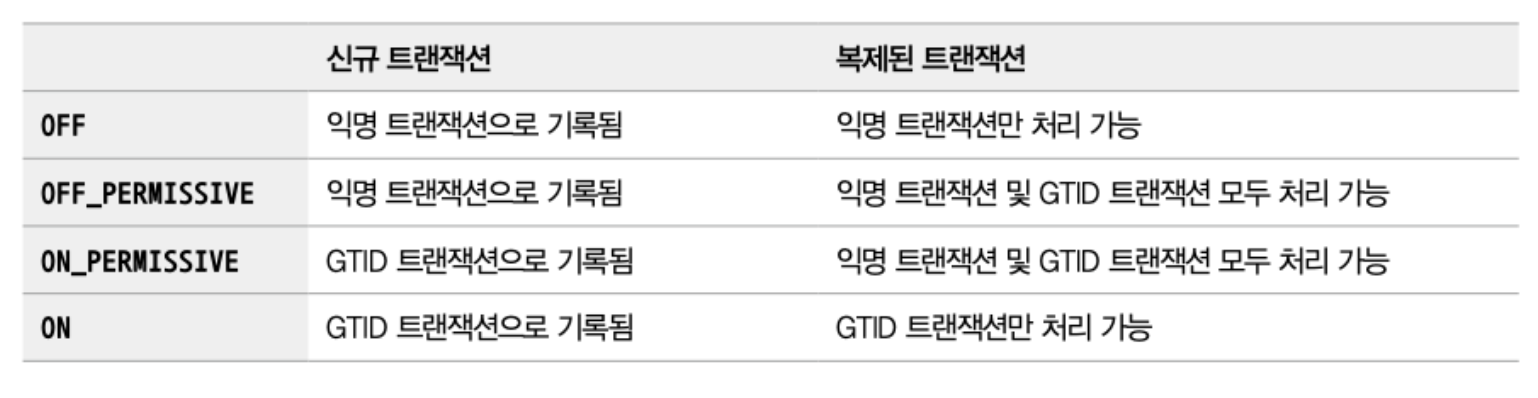 신규 트랜잭션 복제된 트랜잭션
OFF 익명 트랜잭션으로 기록됨 익명 트랜잭션만 처리 가능
OFF_PERMISSIVE 익명 트랜잭션으로 기록됨 익명 트랜잭션 및 GTID 트랜잭션 모두 처리 가능
ON_PERMISSIVE GTID 트랜잭션으로 기록됨 익명 트랜잭션 및 GTID 트랜잭션 모두 처리 가능
ON GTID 트랜잭션으로 기록됨 GTID 트랜잭션만 처리 가능